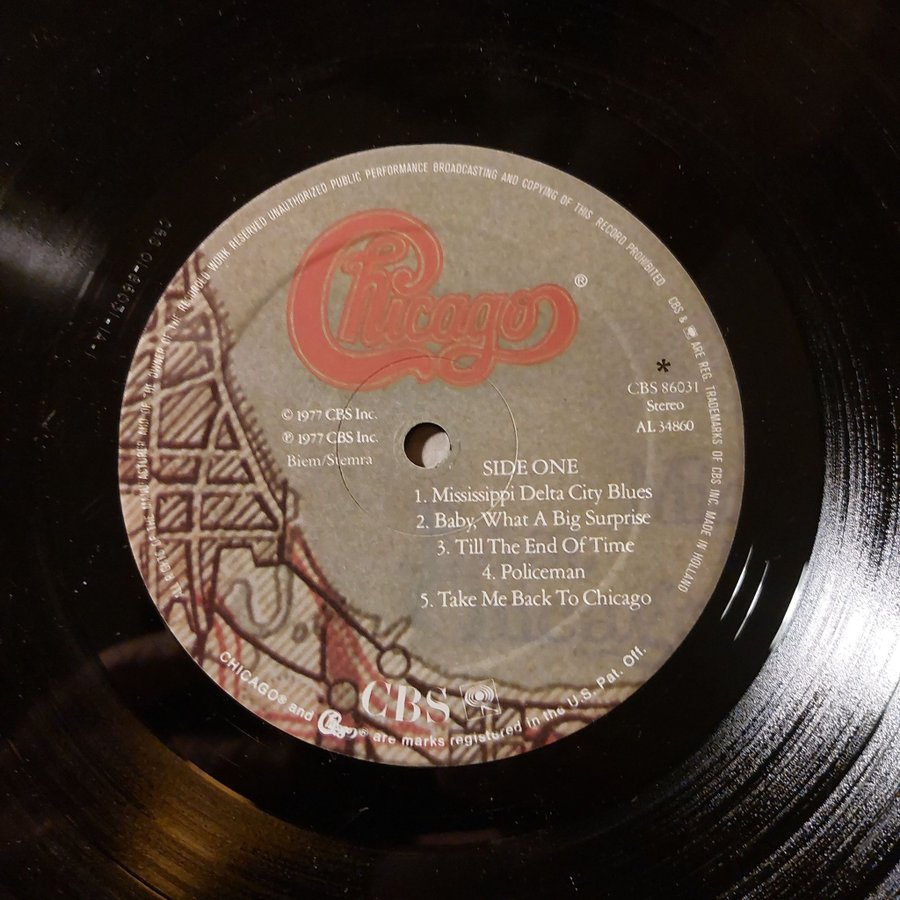 ALL RIGHTS OF THE MANUFACTURER AND OF THE OWNER OF THE RECORDED WORK RESERVED UNAUTHORIZED PUBLIC PERFORMANCE BROADCASTING AND COPYING OF THIS RECORD PROHIBITED CBS & ARE REG. TRADEMARKS OF CBS INC. MADE IN HOLLAND
Chicago®
*
CBS 86031
Stereo
AL 34860
© 1977 CBS Inc.
℗ 1977 CBS Inc.
Biem/Stemra
SIDE ONE
1. Mississippi Delta City Blues
2. Baby, What A Big Surprise
3. Till The End Of Time
4. Policeman
5. Take Me Back To Chicago
CBS
CHICAGO® and Chicago® are marks registered in the U.S. Pat. Off.